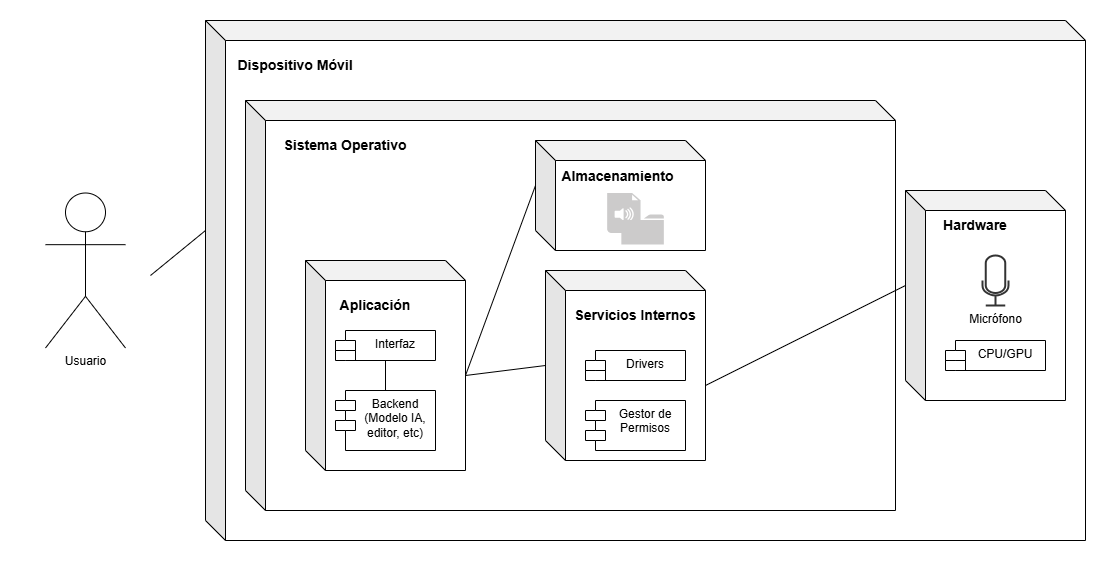 Dispositivo Móvil
Sistema Operativo
Almacenamiento
Hardware
Micrófono
CPU/GPU
Aplicación
Interfaz
Backend
(Modelo IA,
editor, etc)
Servicios Internos
Drivers
Gestor de
Permisos
Usuario